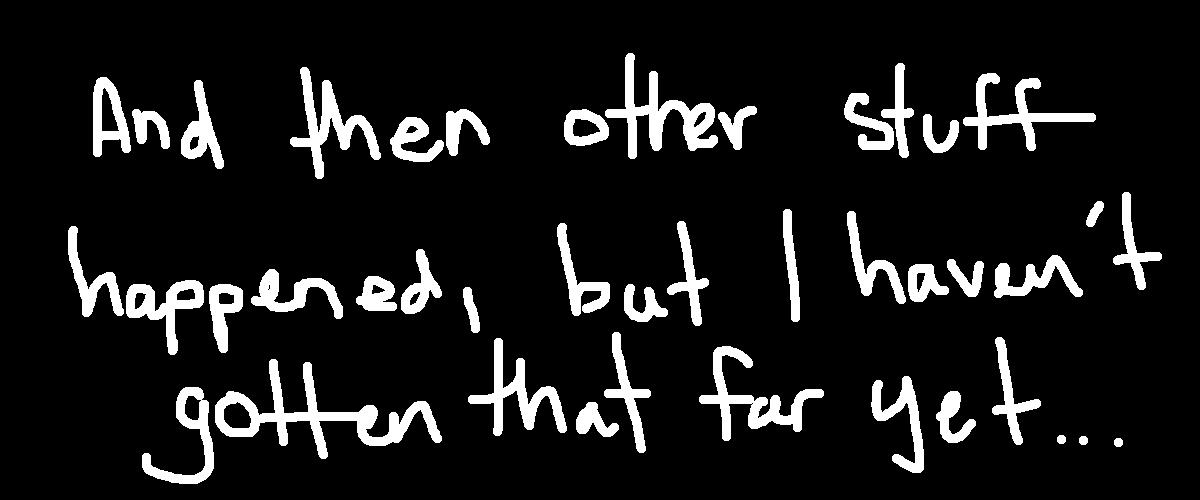 And then other stuff
happened, but I haven't
gotten that far yet...